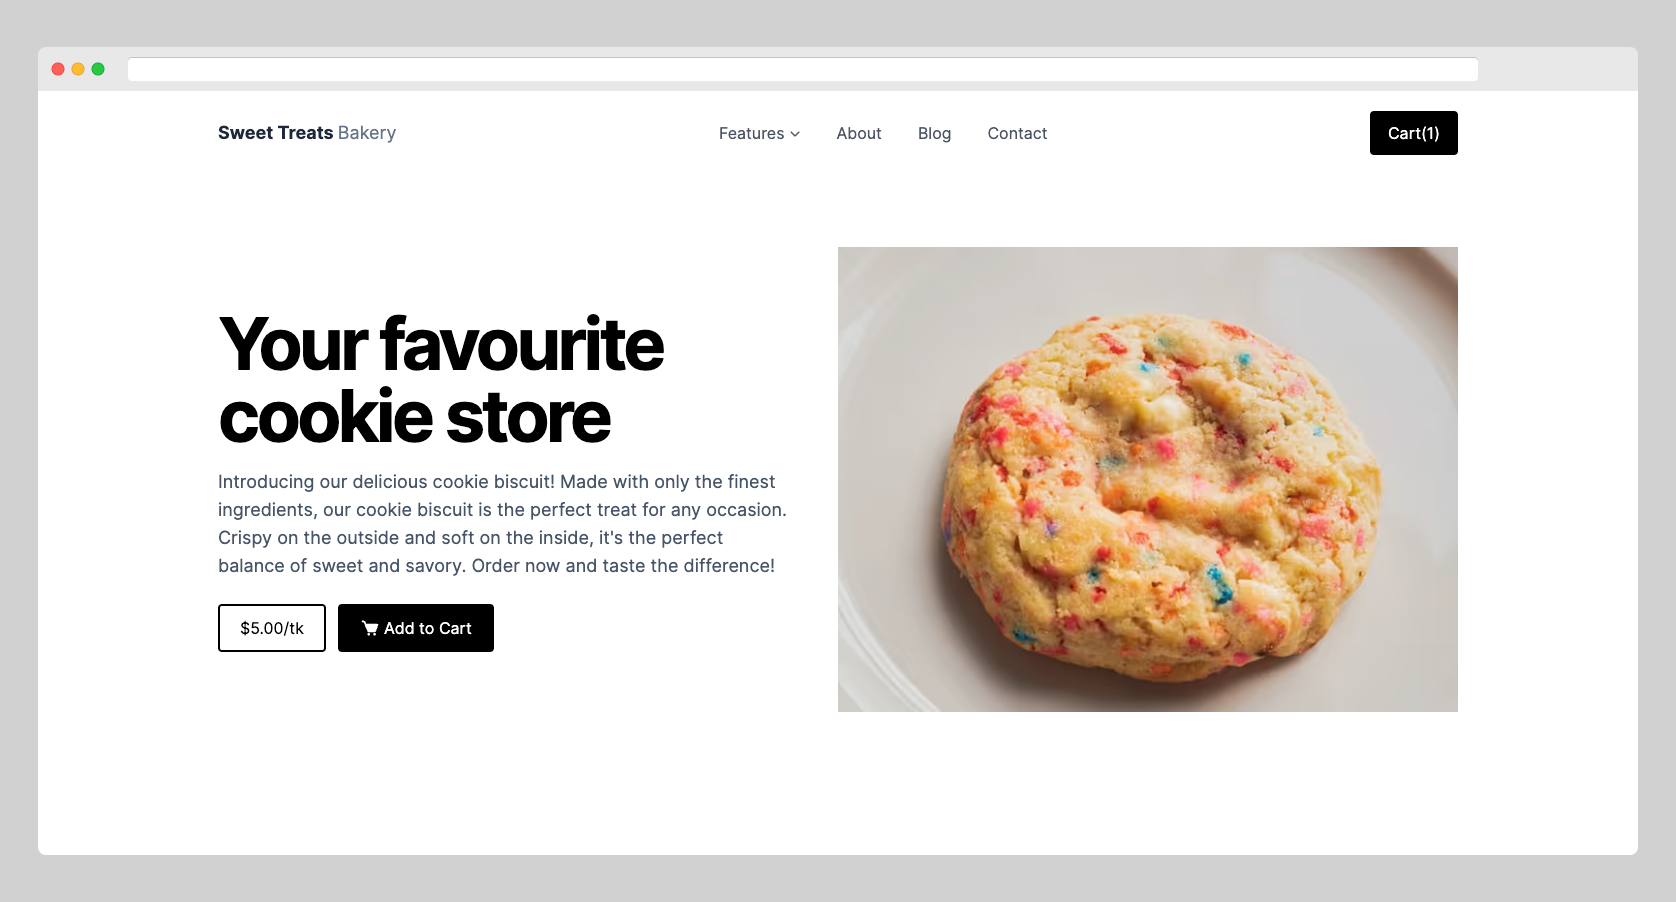 Sweet Treats Bakery
Features
About
Blog
Contact
Cart(1)
Your favourite
cookie store
Introducing our delicious cookie biscuit! Made with only the finest
ingredients, our cookie biscuit is the perfect treat for any occasion.
Crispy on the outside and soft on the inside, it's the perfect
balance of sweet and savory. Order now and taste the difference!
$5.00/tk
Add to Cart